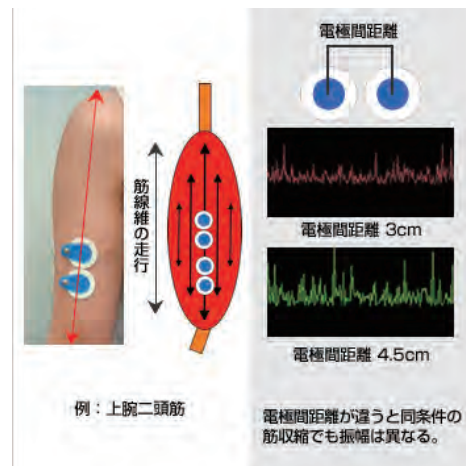 筋線維の走行
例：上腕二頭筋
電極間距離
電極間距離 3cm
電極間距離 4.5cm
電極間距離が違うと同条件の
筋収縮でも振幅は異なる。